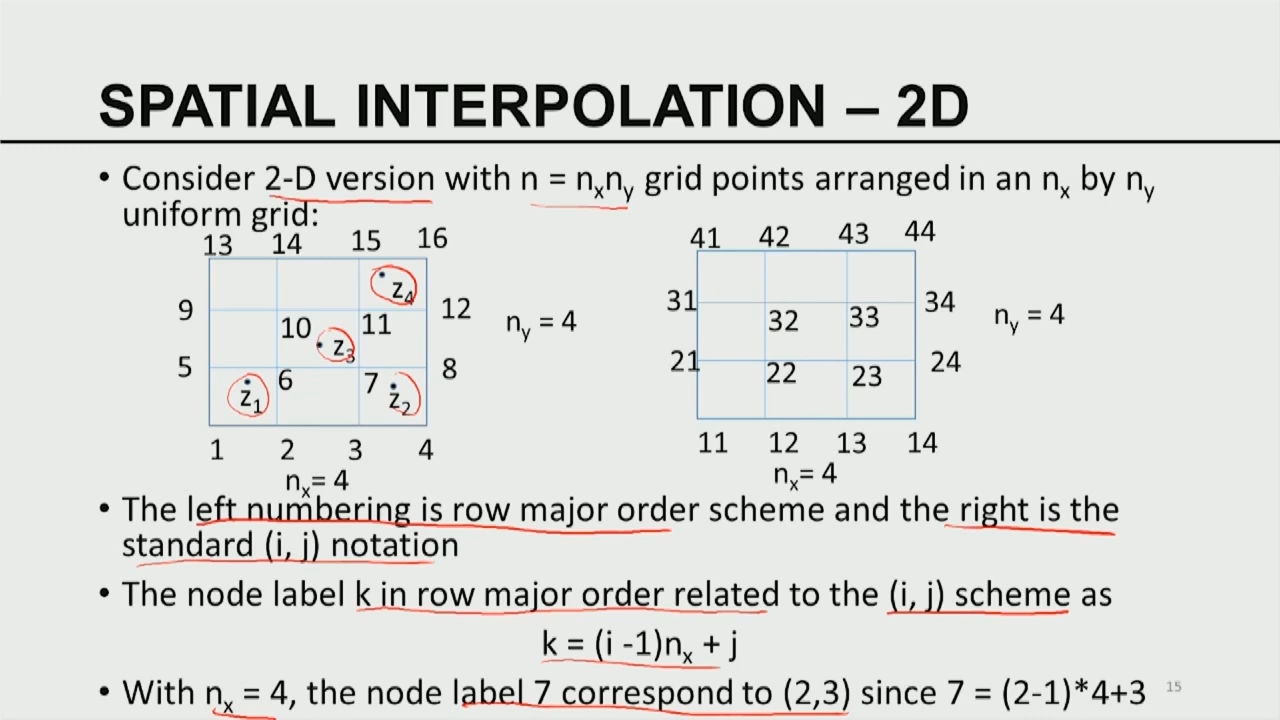 SPATIAL INTERPOLATION – 2D
• Consider 2-D version with n = nₓnᵧ grid points arranged in an nₓ by nᵧ
uniform grid:
13 14 15 16
9 12
z₄
10 11
z₃
nᵧ = 4
5 8
6 7
z₁ z₂
1 2 3 4
nₓ= 4
41 42 43 44
31 34
32 33
nᵧ = 4
21 24
22 23
11 12 13 14
nₓ= 4
• The left numbering is row major order scheme and the right is the
standard (i, j) notation
• The node label k in row major order related to the (i, j) scheme as
k = (i -1)nₓ + j
• With nₓ = 4, the node label 7 correspond to (2,3) since 7 = (2-1)*4+3
15